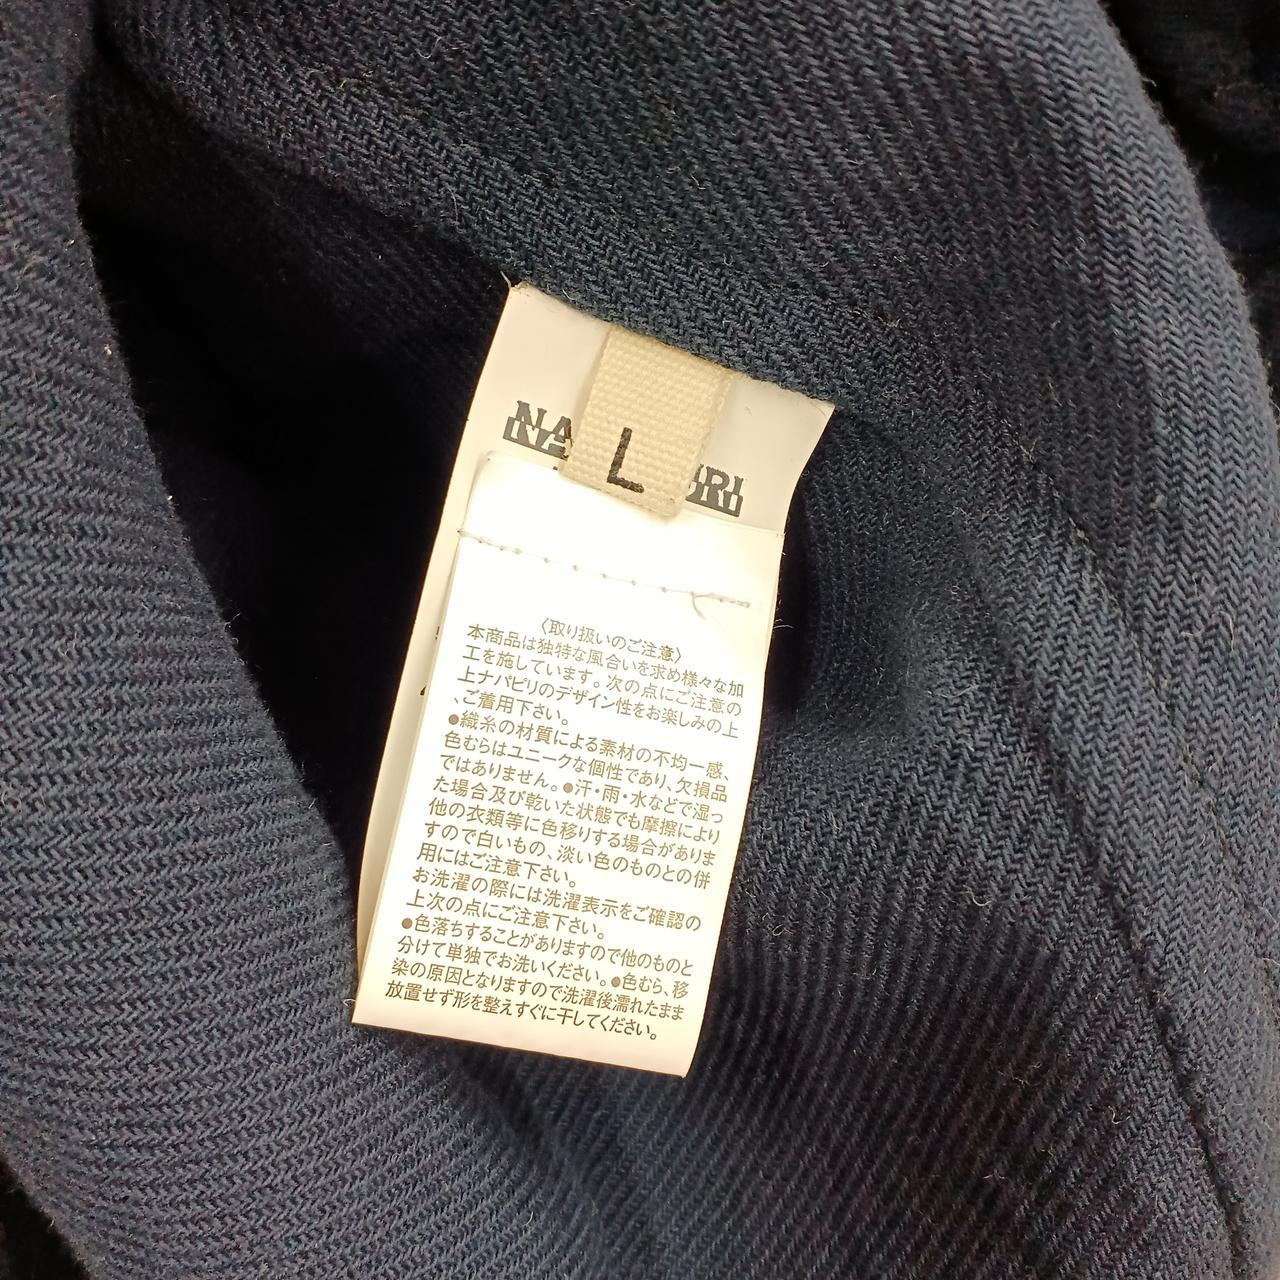 L
〈取り扱いのご注意〉
本商品は独特な風合いを求め様々な加
工を施しています。次の点にご注意の
上ナパピリのデザイン性をお楽しみの上
、ご着用下さい。
●織糸の材質による素材の不均一感、
色むらはユニークな個性であり、欠損品
ではありません。●汗・雨・水などで湿っ
た場合及び乾いた状態でも摩擦により
他の衣類等に色移りする場合がありま
すので白いもの、淡い色のものとの併
用にはご注意下さい。
お洗濯の際には洗濯表示をご確認の
上次の点にご注意下さい。
●色落ちすることがありますので他のものと
分けて単独でお洗いください。●色むら、移
染の原因となりますので洗濯後濡れたまま
放置せず形を整えすぐに干してください。